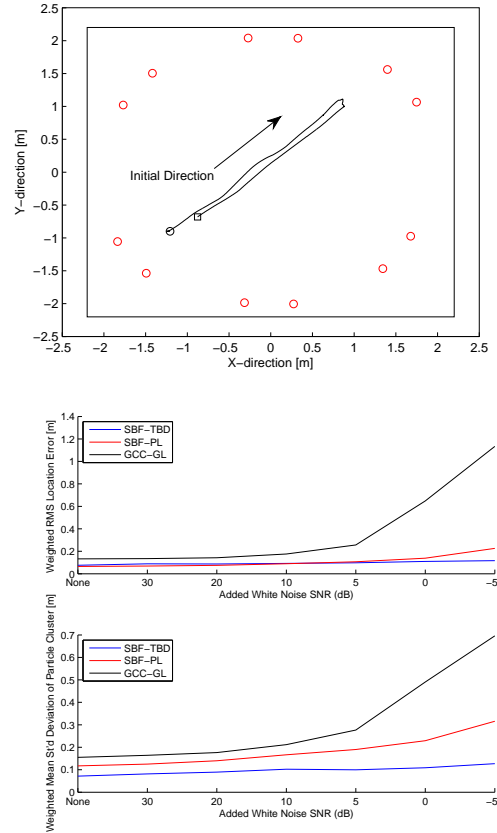 2.5
2
1.5
1
0.5
0
−0.5
−1
−1.5
−2
−2.5
Y−direction [m]
Initial Direction
−2.5 −2 −1.5 −1 −0.5 0 0.5 1 1.5 2 2.5
X−direction [m]
1.4
1.2
1
0.8
0.6
0.4
0.2
0
Weighted RMS Location Error [m]
SBF−TBD
SBF−PL
GCC−GL
None 30 20 10 5 0 −5
Added White Noise SNR (dB)
0.7
0.6
0.5
0.4
0.3
0.2
0.1
0
Weighted Mean St'd Deviation of Particle Cluster [m]
SBF−TBD
SBF−PL
GCC−GL
None 30 20 10 5 0 −5
Added White Noise SNR (dB)